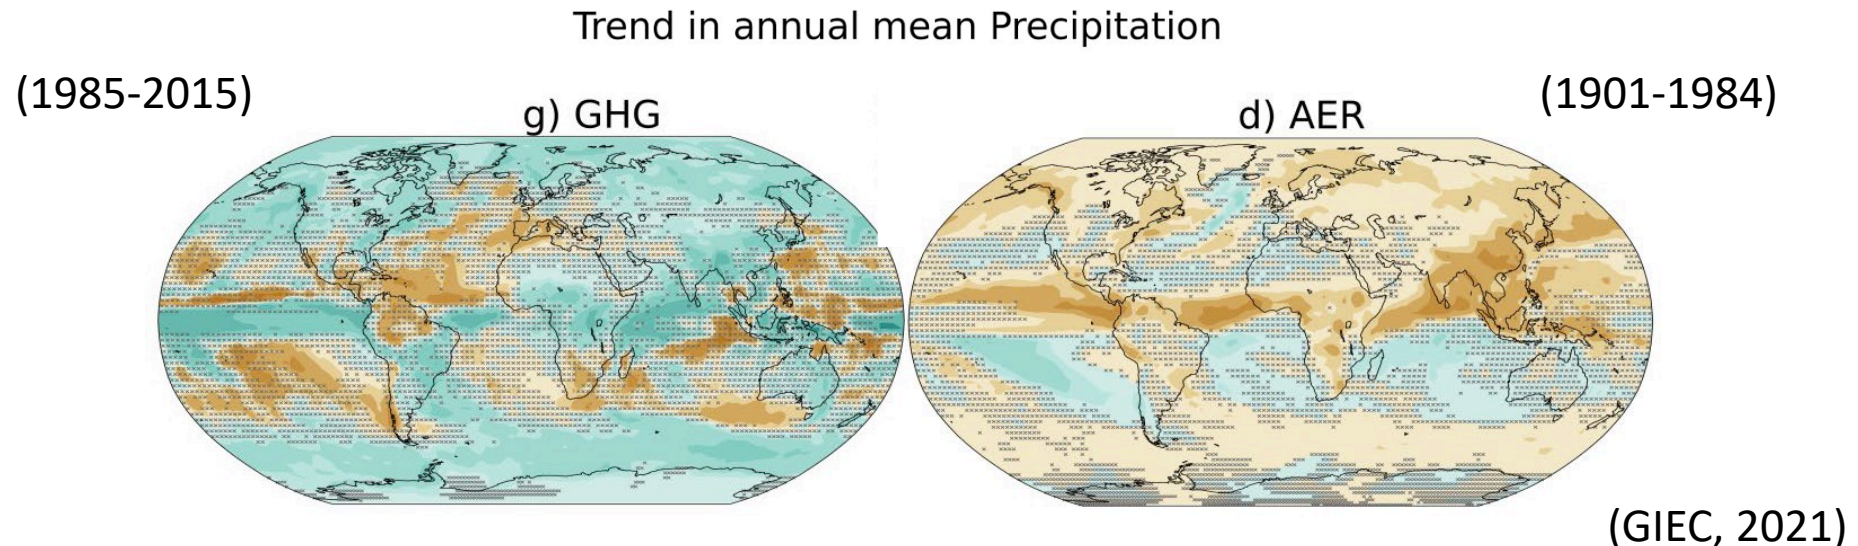 Trend in annual mean Precipitation
(1985-2015)
(1901-1984)
g) GHG
d) AER
(GIEC, 2021)